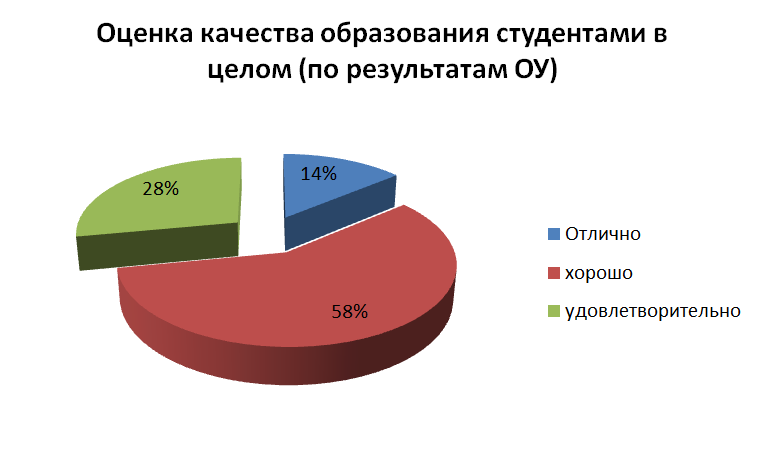 Оценка качества образования студентами в
целом (по результатам ОУ)
14%
28%
58%
Отлично
хорошо
удовлетворительно